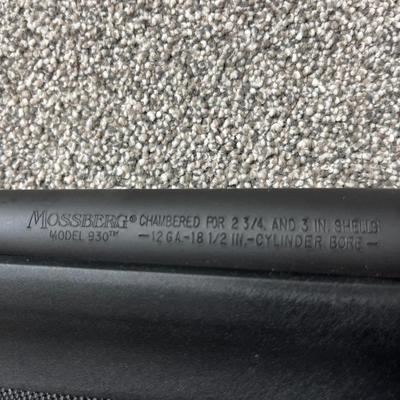 MOSSBERG® CHAMBERED FOR 2 3/4, AND 3 IN. SHELLS
MODEL 930™ —12 GA.-18 1/2 IN.-CYLINDER BORE—